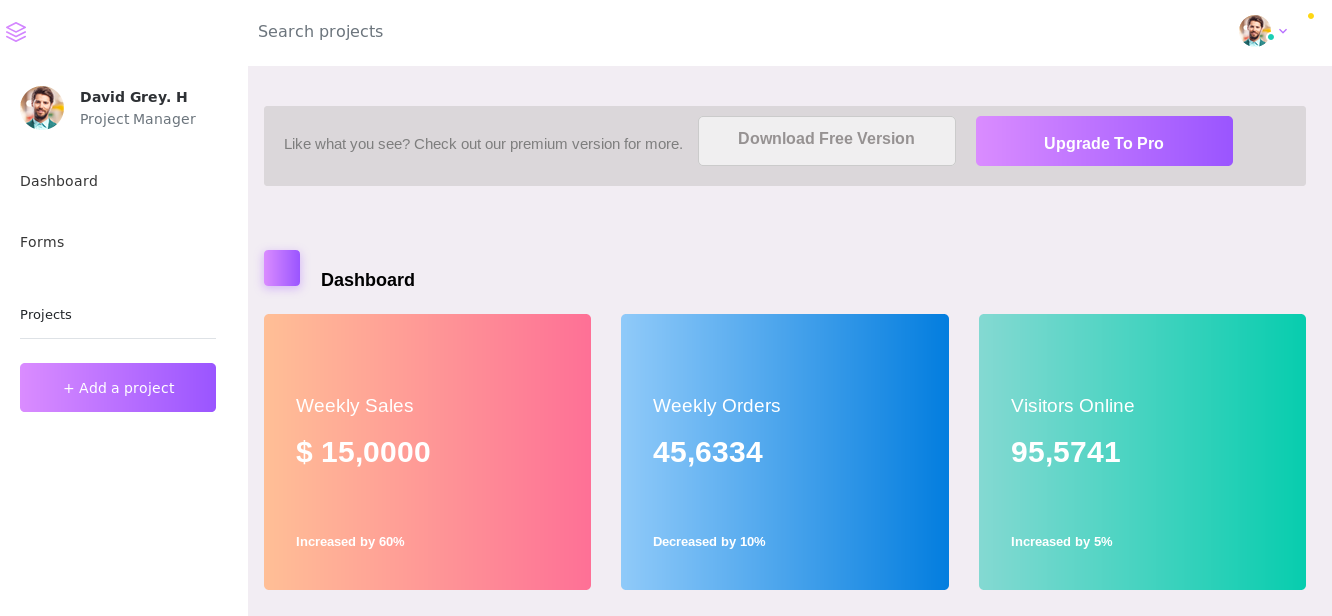 Search projects
David Grey. H
Project Manager
Dashboard
Forms
Projects
+ Add a project
Like what you see? Check out our premium version for more.
Download Free Version
Upgrade To Pro
Dashboard
Weekly Sales
$ 15,0000
Increased by 60%
Weekly Orders
45,6334
Decreased by 10%
Visitors Online
95,5741
Increased by 5%